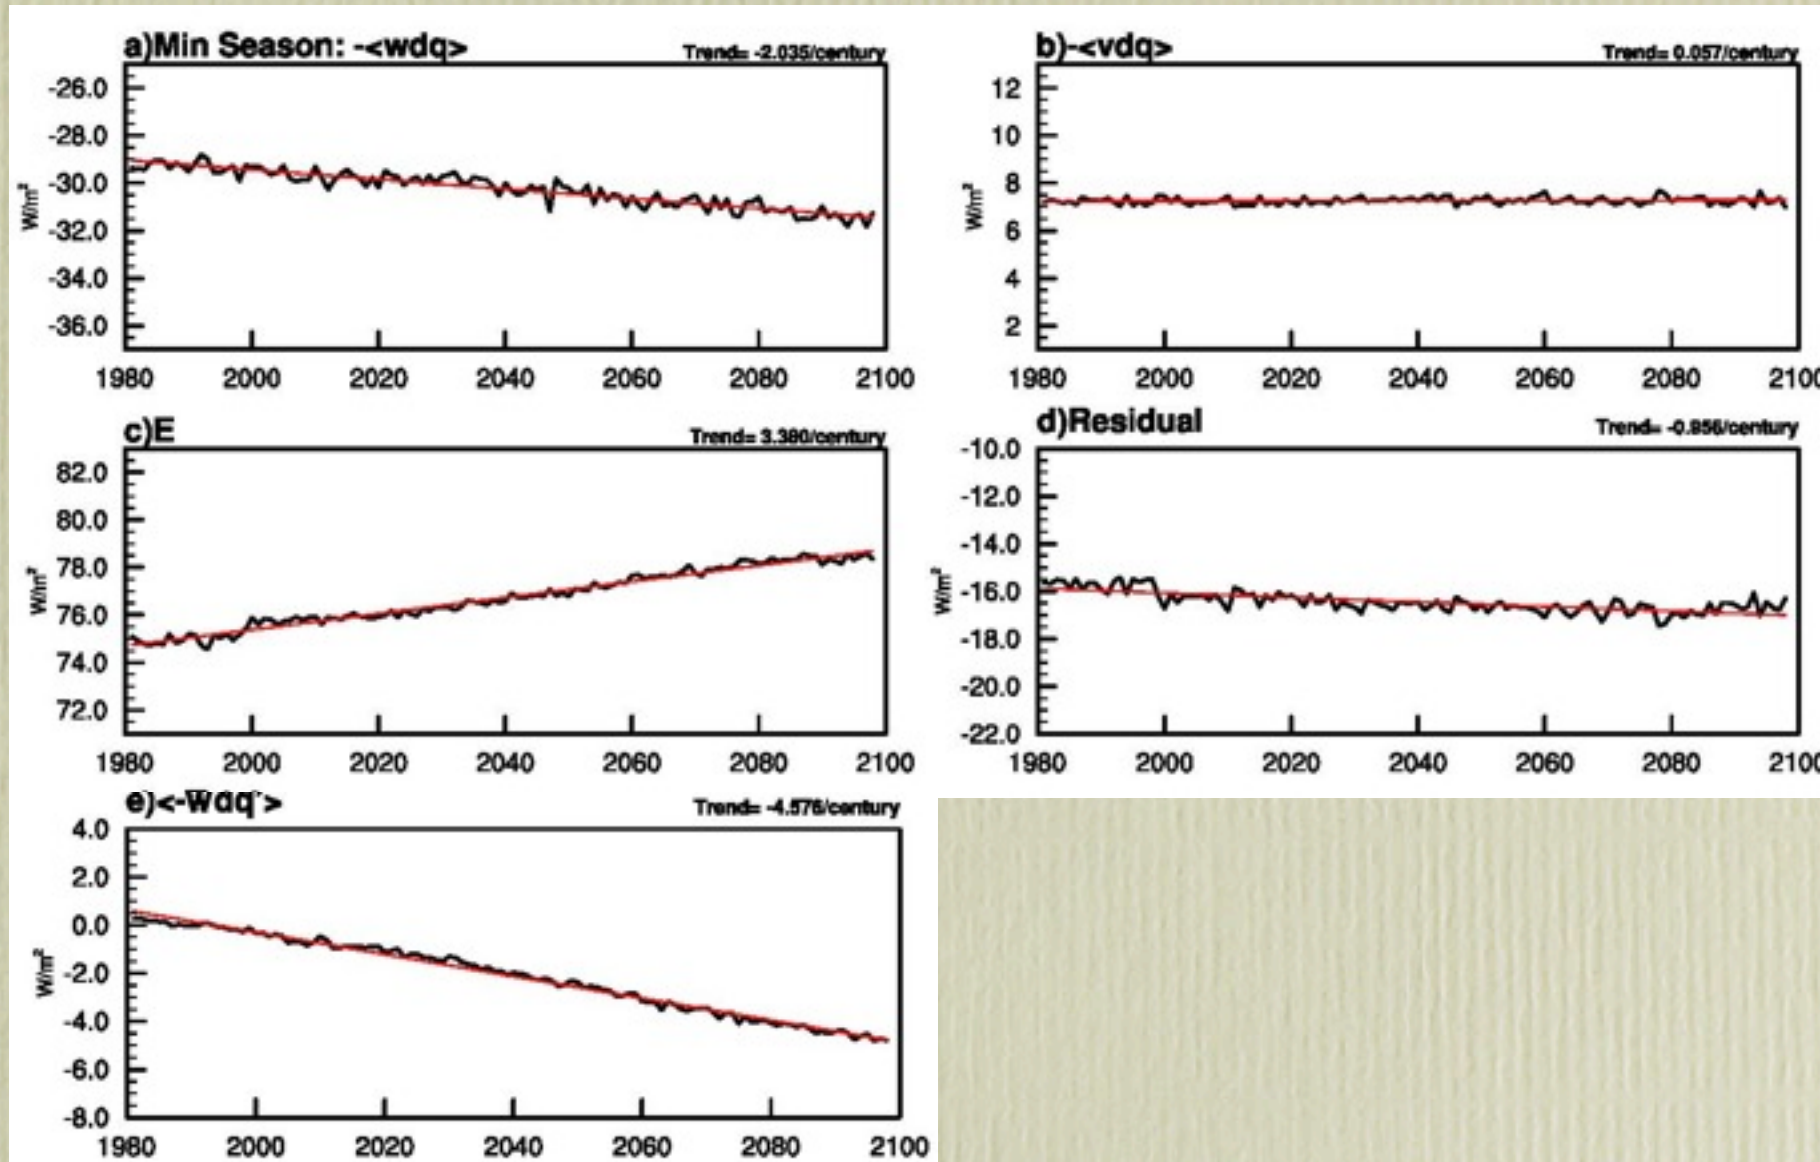 a)Min Season: -<wdq>
Trend= -2.035/century
-26.0
-28.0
-30.0
-32.0
-34.0
-36.0
W/m²
1980 2000 2020 2040 2060 2080 2100
b)-<vdq>
Trend= 0.057/century
12
10
8
6
4
2
W/m²
1980 2000 2020 2040 2060 2080 2100
c)E
Trend= 3.380/century
82.0
80.0
78.0
76.0
74.0
72.0
W/m²
1980 2000 2020 2040 2060 2080 2100
d)Residual
Trend= -0.856/century
-10.0
-12.0
-14.0
-16.0
-18.0
-20.0
-22.0
W/m²
1980 2000 2020 2040 2060 2080 2100
e)<-wdq'>
Trend= -4.576/century
4.0
2.0
0.0
-2.0
-4.0
-6.0
-8.0
W/m²
1980 2000 2020 2040 2060 2080 2100